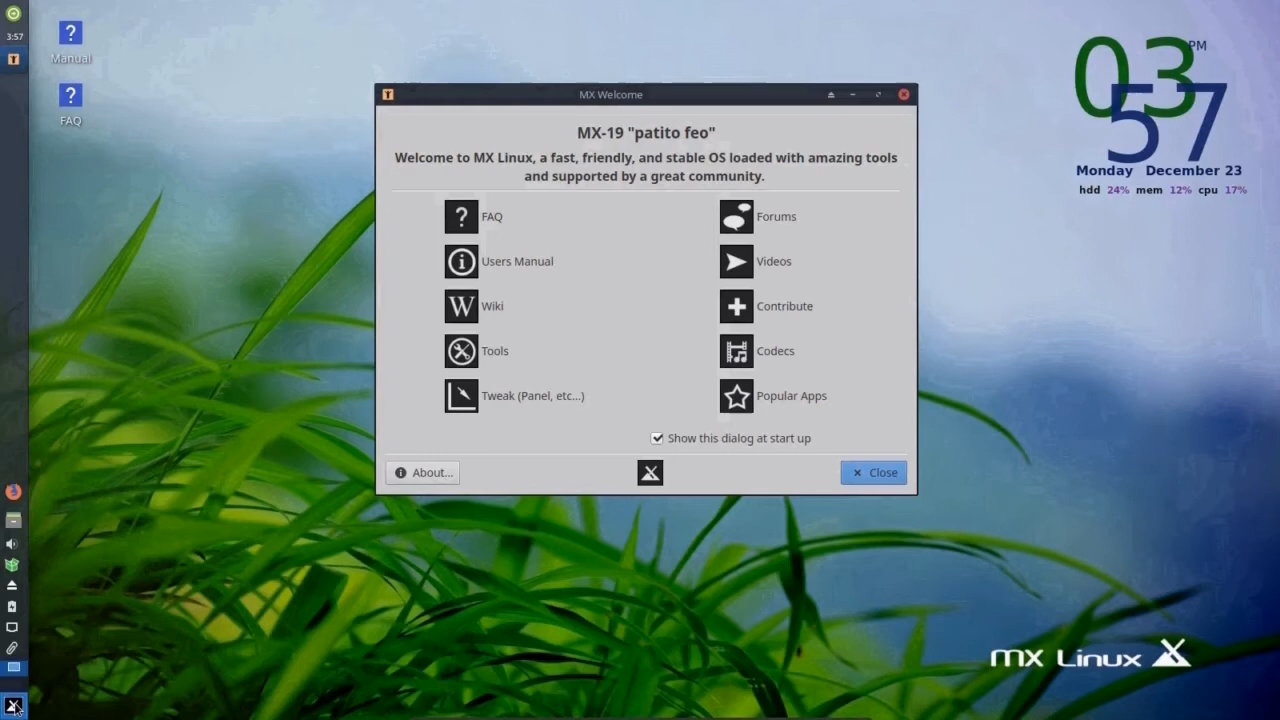 3:57
Manual
FAQ
MX Welcome
MX-19 "patito feo"
Welcome to MX Linux, a fast, friendly, and stable OS loaded with amazing tools
and supported by a great community.
? FAQ
Forums
Users Manual
Videos
W Wiki
Contribute
Tools
Codecs
Tweak (Panel, etc...)
Popular Apps
Show this dialog at start up
About...
Close
03 PM
57
Monday December 23
hdd 24% mem 12% cpu 17%
MX Linux